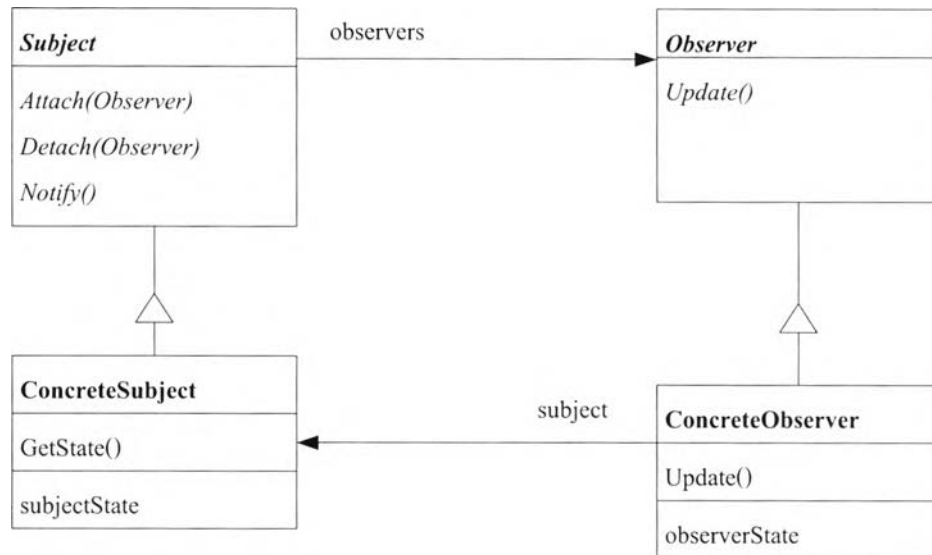 Subject
Attach(Observer)
Detach(Observer)
Notify()
observers
Observer
Update()
ConcreteSubject
GetState()
subjectState
subject
ConcreteObserver
Update()
observerState